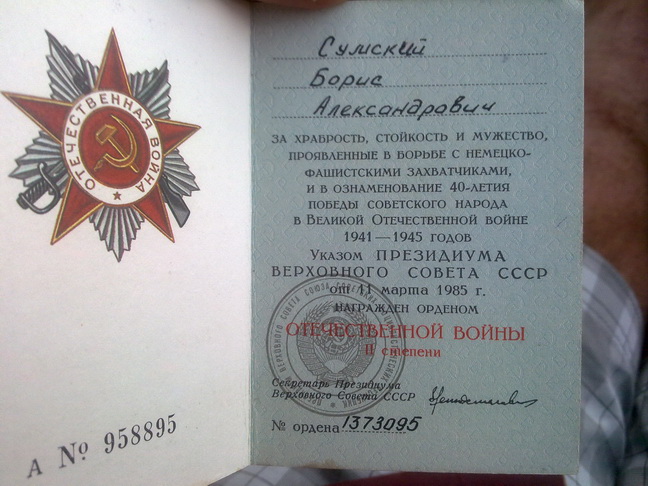 ОТЕЧЕСТВЕННАЯ ВОЙНА
А № 958895
Сумский
Борис
Александрович
ЗА ХРАБРОСТЬ, СТОЙКОСТЬ И МУЖЕСТВО,
ПРОЯВЛЕННЫЕ В БОРЬБЕ С НЕМЕЦКО-
ФАШИСТСКИМИ ЗАХВАТЧИКАМИ,
И В ОЗНАМЕНОВАНИЕ 40-ЛЕТИЯ
ПОБЕДЫ СОВЕТСКОГО НАРОДА
В ВЕЛИКОЙ ОТЕЧЕСТВЕННОЙ ВОЙНЕ
1941—1945 ГОДОВ
УКАЗОМ ПРЕЗИДИУМА
ВЕРХОВНОГО СОВЕТА СССР
от 11 марта 1985 г.
НАГРАЖДЕН ОРДЕНОМ
ОТЕЧЕСТВЕННОЙ ВОЙНЫ
II степени
Секретарь Президиума
Верховного Совета СССР
№ ордена 1373095